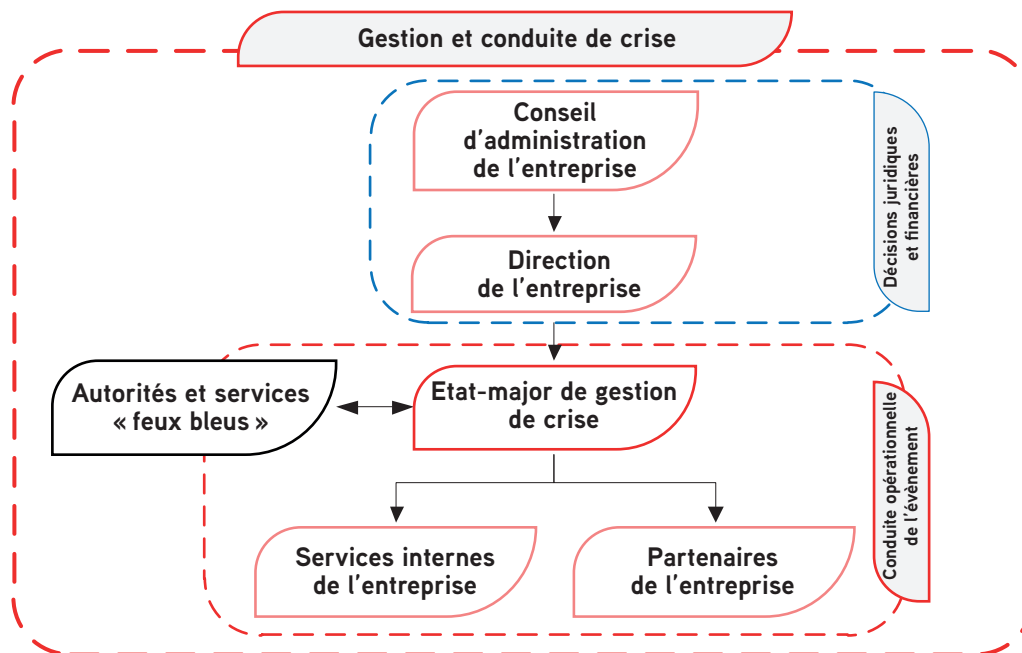 Gestion et conduite de crise
Conseil
d'administration
de l'entreprise
Décisions juridiques
et financières
Direction
de l'entreprise
Autorités et services
« feux bleus »
Etat-major de gestion
de crise
Conduite opérationnelle
de l'évènement
Services internes
de l'entreprise
Partenaires
de l'entreprise